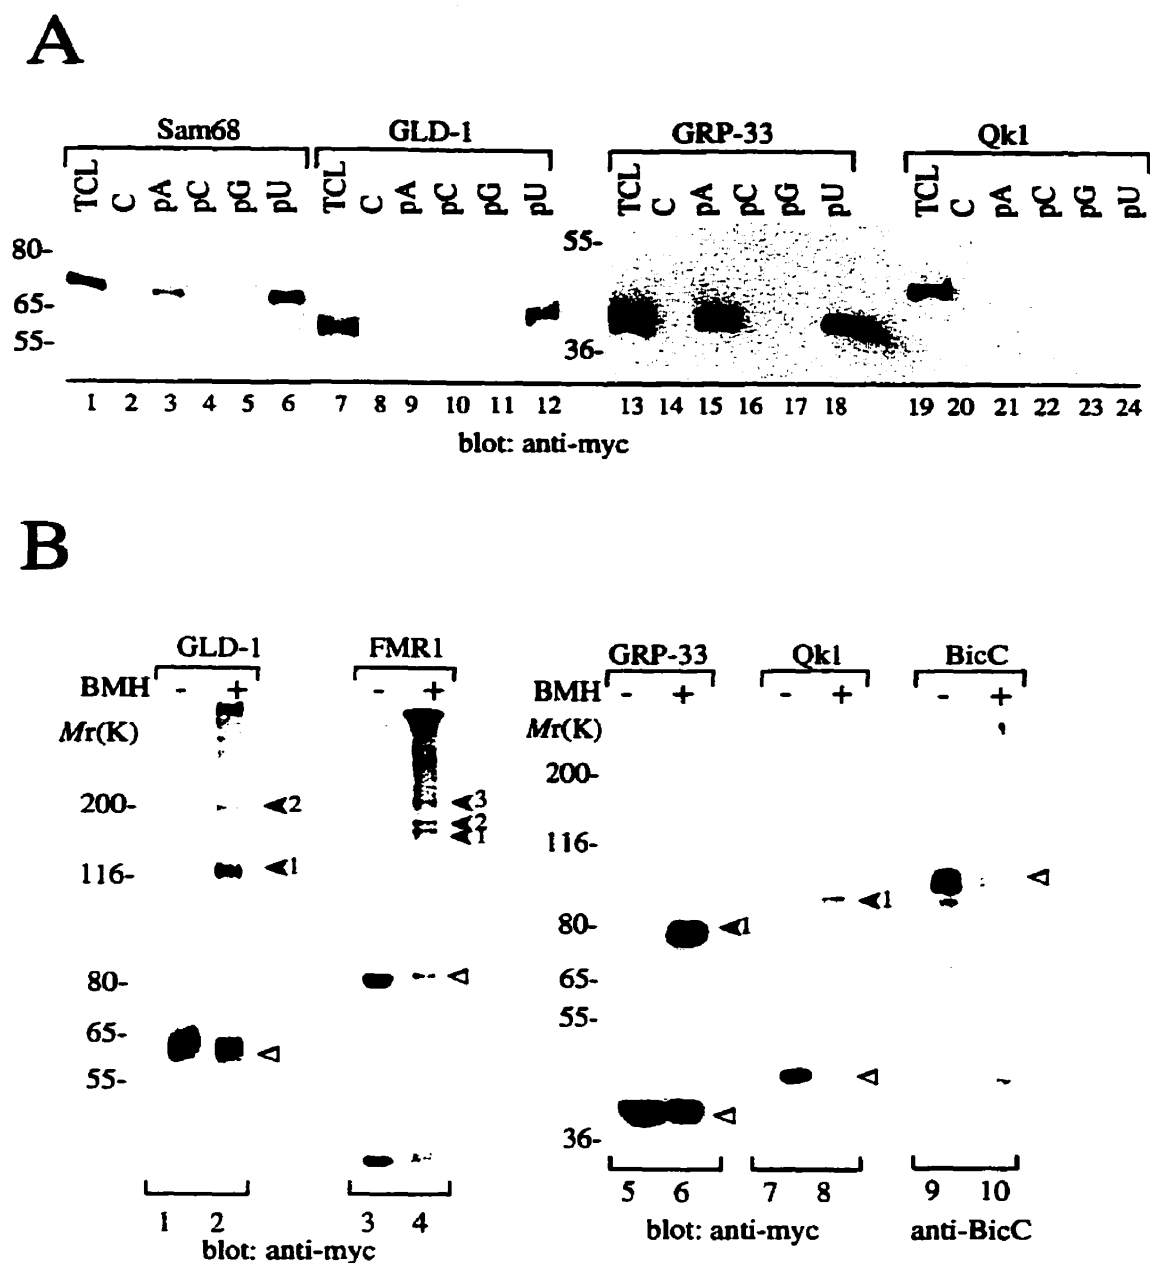 A
Sam68 GLD-1 GRP-33 Qk1
TCL C pA pC pG pU TCL C pA pC pG pU TCL C pA pC pG pU TCL C pA pC pG pU
80-
65-
55-
55-
36-
1 2 3 4 5 6 7 8 9 10 11 12 13 14 15 16 17 18 19 20 21 22 23 24
blot: anti-myc
B
GLD-1 FMR1 GRP-33 Qk1 BicC
BMH - + - + BMH - + - + - +
Mr(K) Mr(K)
200-
116-
80-
65-
55-
2
1
3
2
1
200-
116-
80-
65-
55-
36-
1
1
1 2 3 4 5 6 7 8 9 10
blot: anti-myc blot: anti-myc anti-BicC